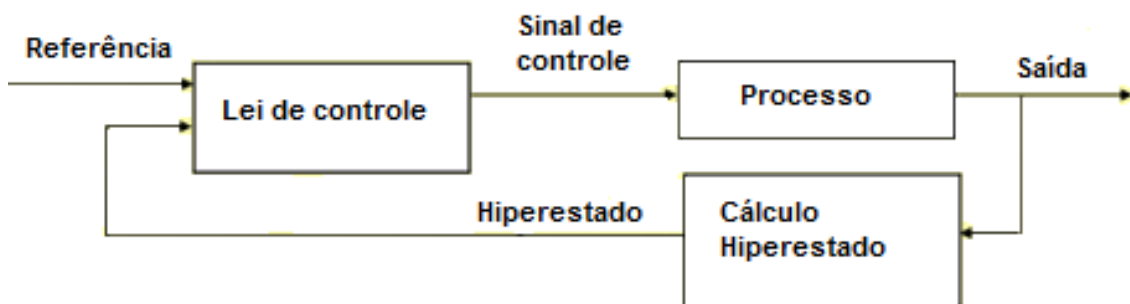 Referência
Sinal de
controle
Lei de controle
Processo
Saída
Hiperestado
Cálculo
Hiperestado